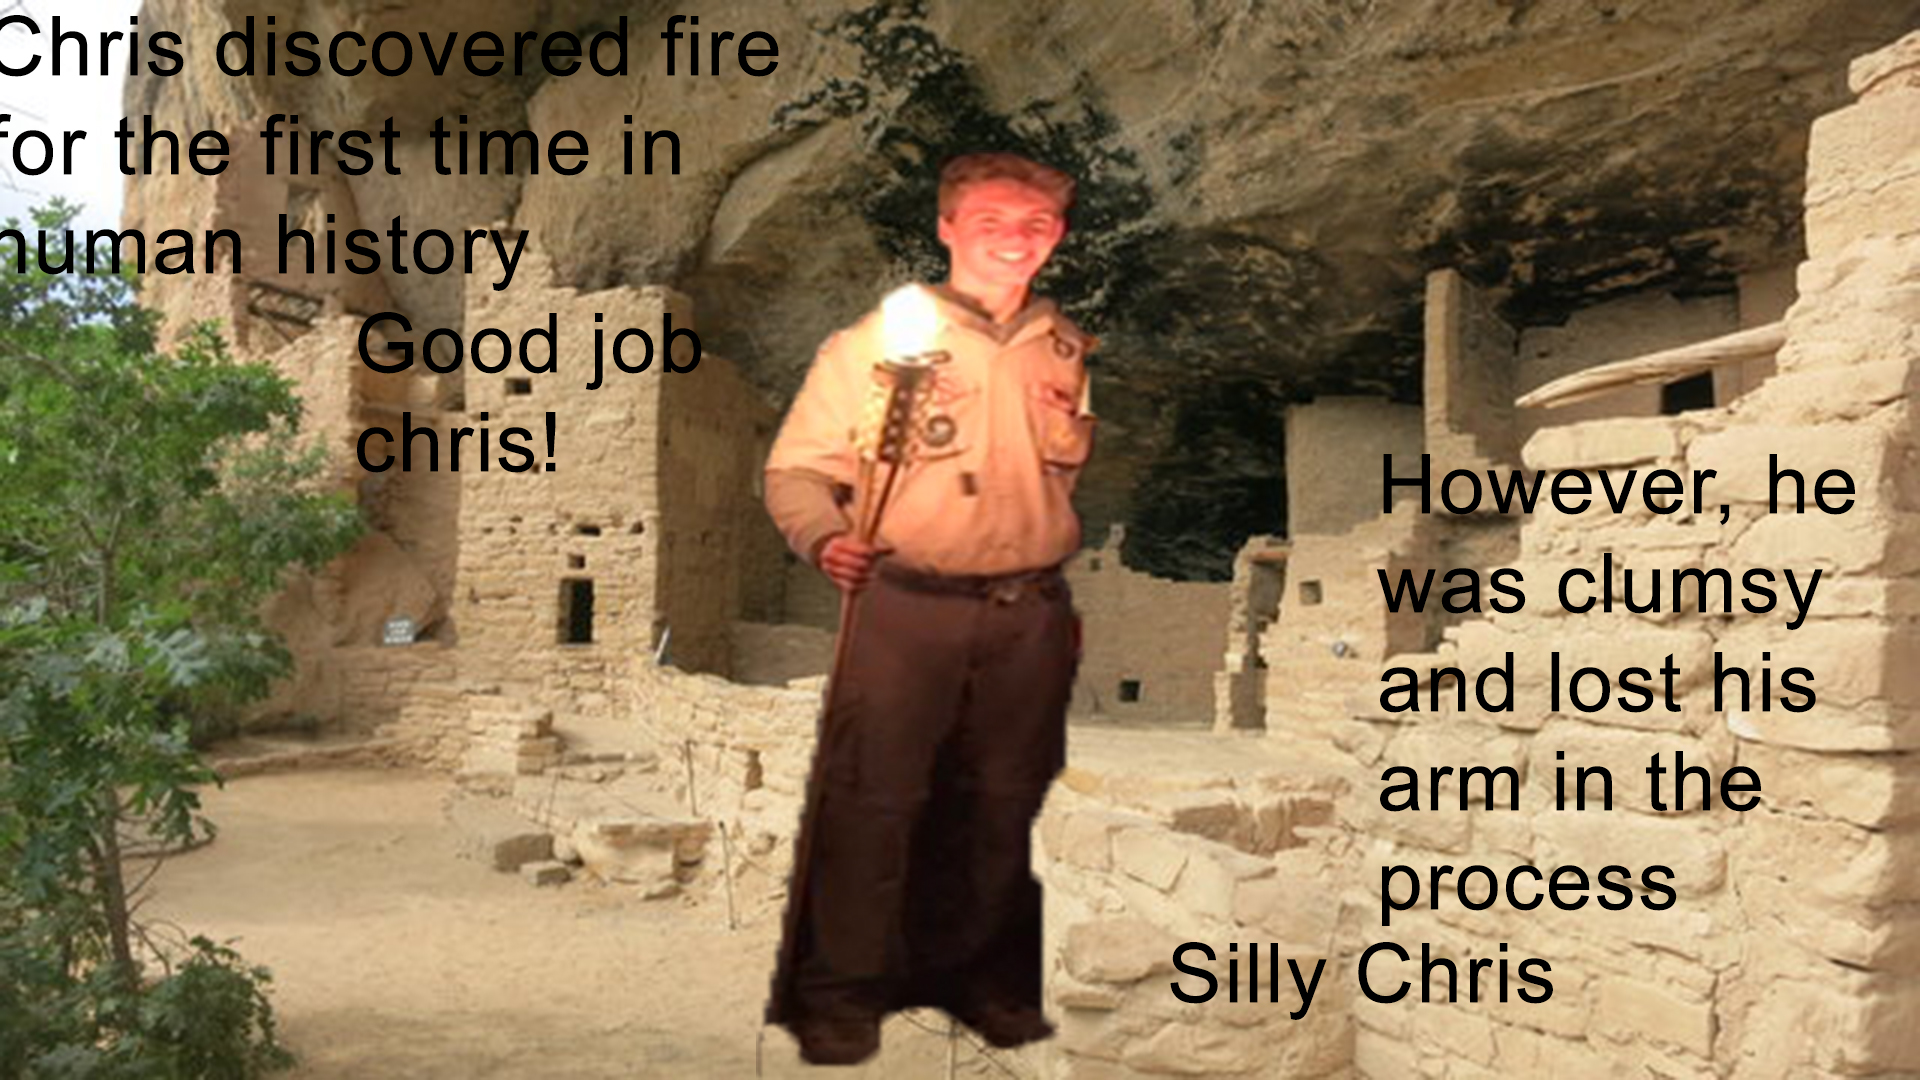 Chris discovered fire
for the first time in
human history
Good job
chris!
However, he
was clumsy
and lost his
arm in the
process
Silly Chris